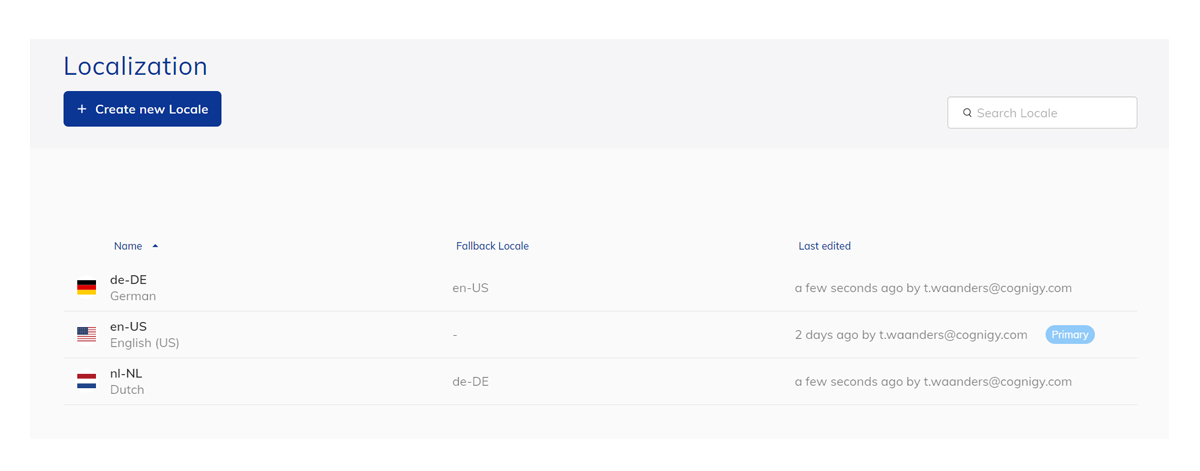 Localization
+ Create new Locale
Search Locale
Name Fallback Locale Last edited
de-DE
German
en-US
a few seconds ago by t.waanders@cognigy.com
en-US
English (US)
-
2 days ago by t.waanders@cognigy.com Primary
nl-NL
Dutch
de-DE
a few seconds ago by t.waanders@cognigy.com